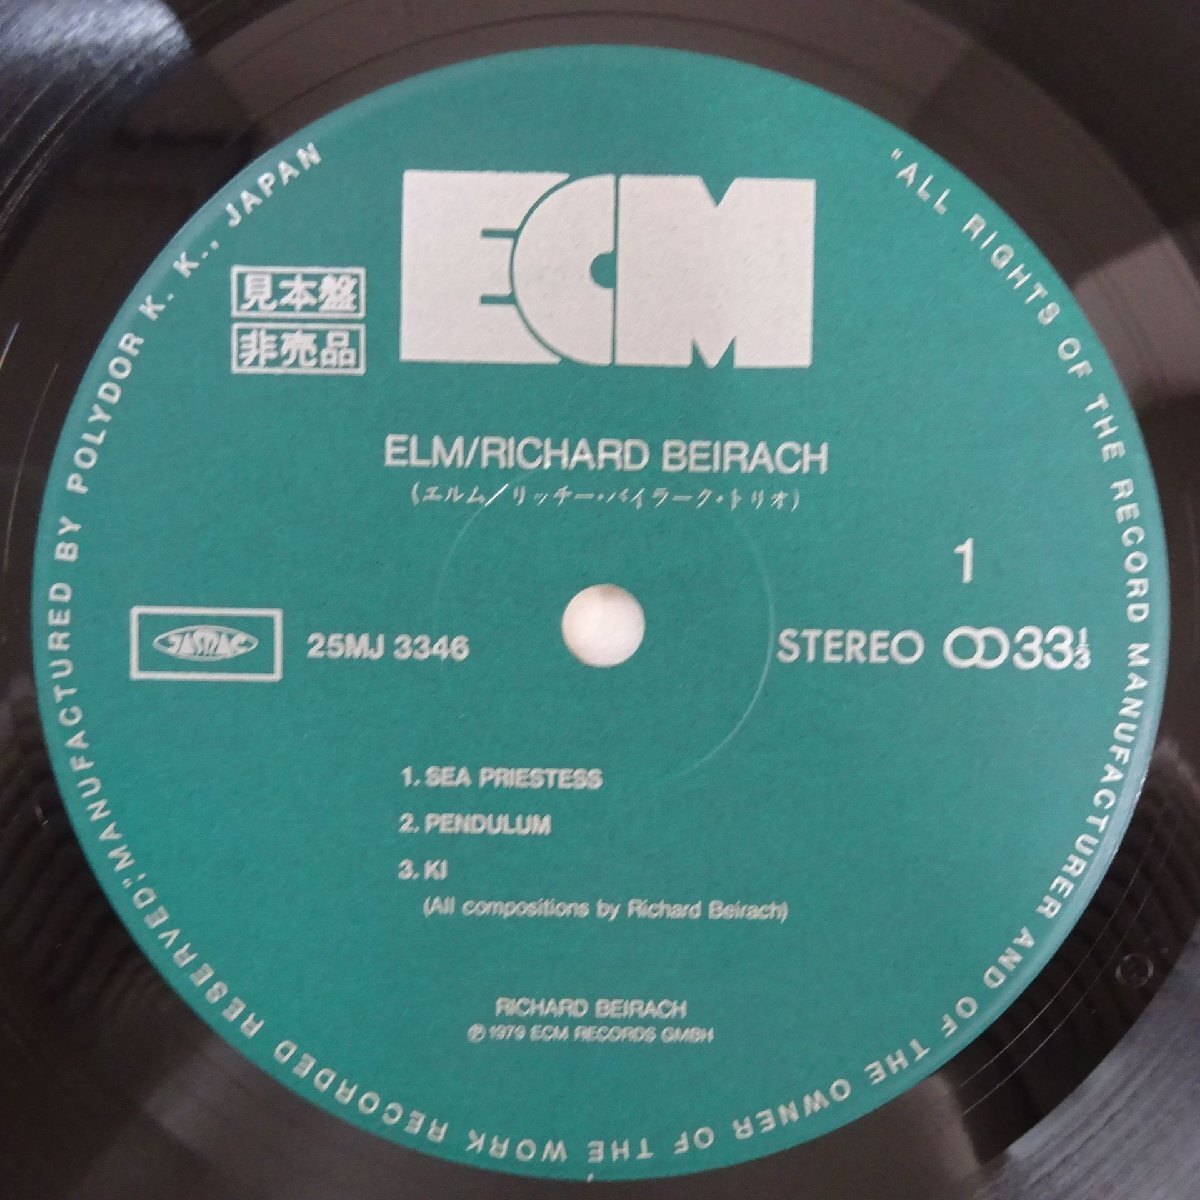 ECM
見本盤
非売品
ELM/RICHARD BEIRACH
(エルム/リッチー・バイラーク・トリオ)
1
JASRAC
25MJ 3346
STEREO 33 1/3
1. SEA PRIESTESS
2. PENDULUM
3. KI
(All compositions by Richard Beirach)
RICHARD BEIRACH
Ⓟ 1979 ECM RECORDS GMBH
"ALL RIGHTS OF THE RECORD MANUFACTURER AND OF THE OWNER OF THE WORK RECORDED RESERVED;" MANUFACTURED BY POLYDOR K. K., JAPAN